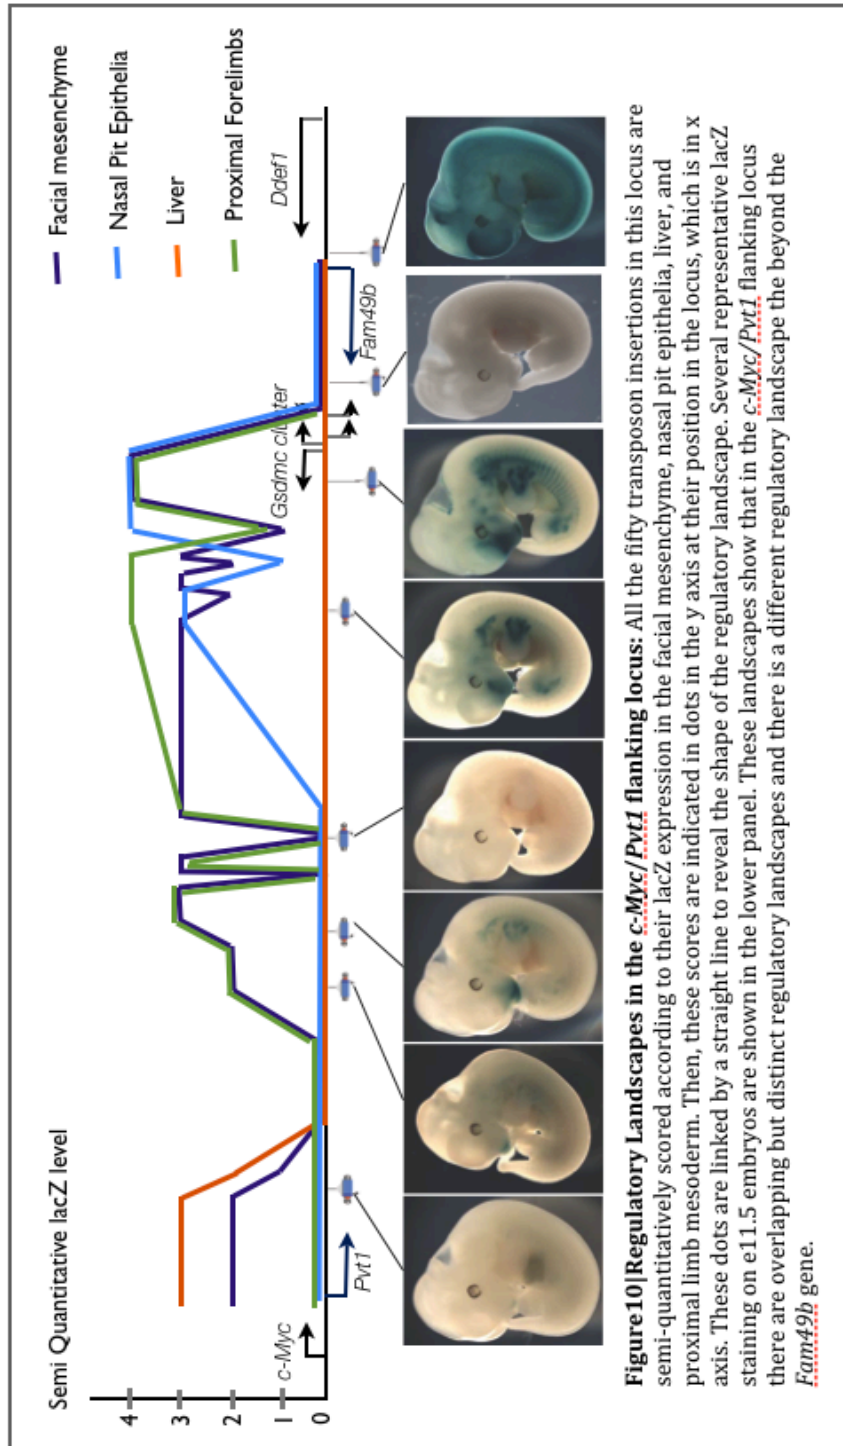 Semi Quantitative lacZ level
4
3
2
1
0
Facial mesenchyme
Nasal Pit Epithelia
Liver
Proximal Forelimbs
c-Myc
Pvt1
Gsdmc cluster
Fam49b
Ddef1
Figure10|Regulatory Landscapes in the c-Myc/Pvt1 flanking locus: All the fifty transposon insertions in this locus are
semi-quantitatively scored according to their lacZ expression in the facial mesenchyme, nasal pit epithelia, liver, and
proximal limb mesoderm. Then, these scores are indicated in dots in the y axis at their position in the locus, which is in x
axis. These dots are linked by a straight line to reveal the shape of the regulatory landscape. Several representative lacZ
staining on e11.5 embryos are shown in the lower panel. These landscapes show that in the c-Myc/Pvt1 flanking locus
there are overlapping but distinct regulatory landscapes and there is a different regulatory landscape the beyond the
Fam49b gene.